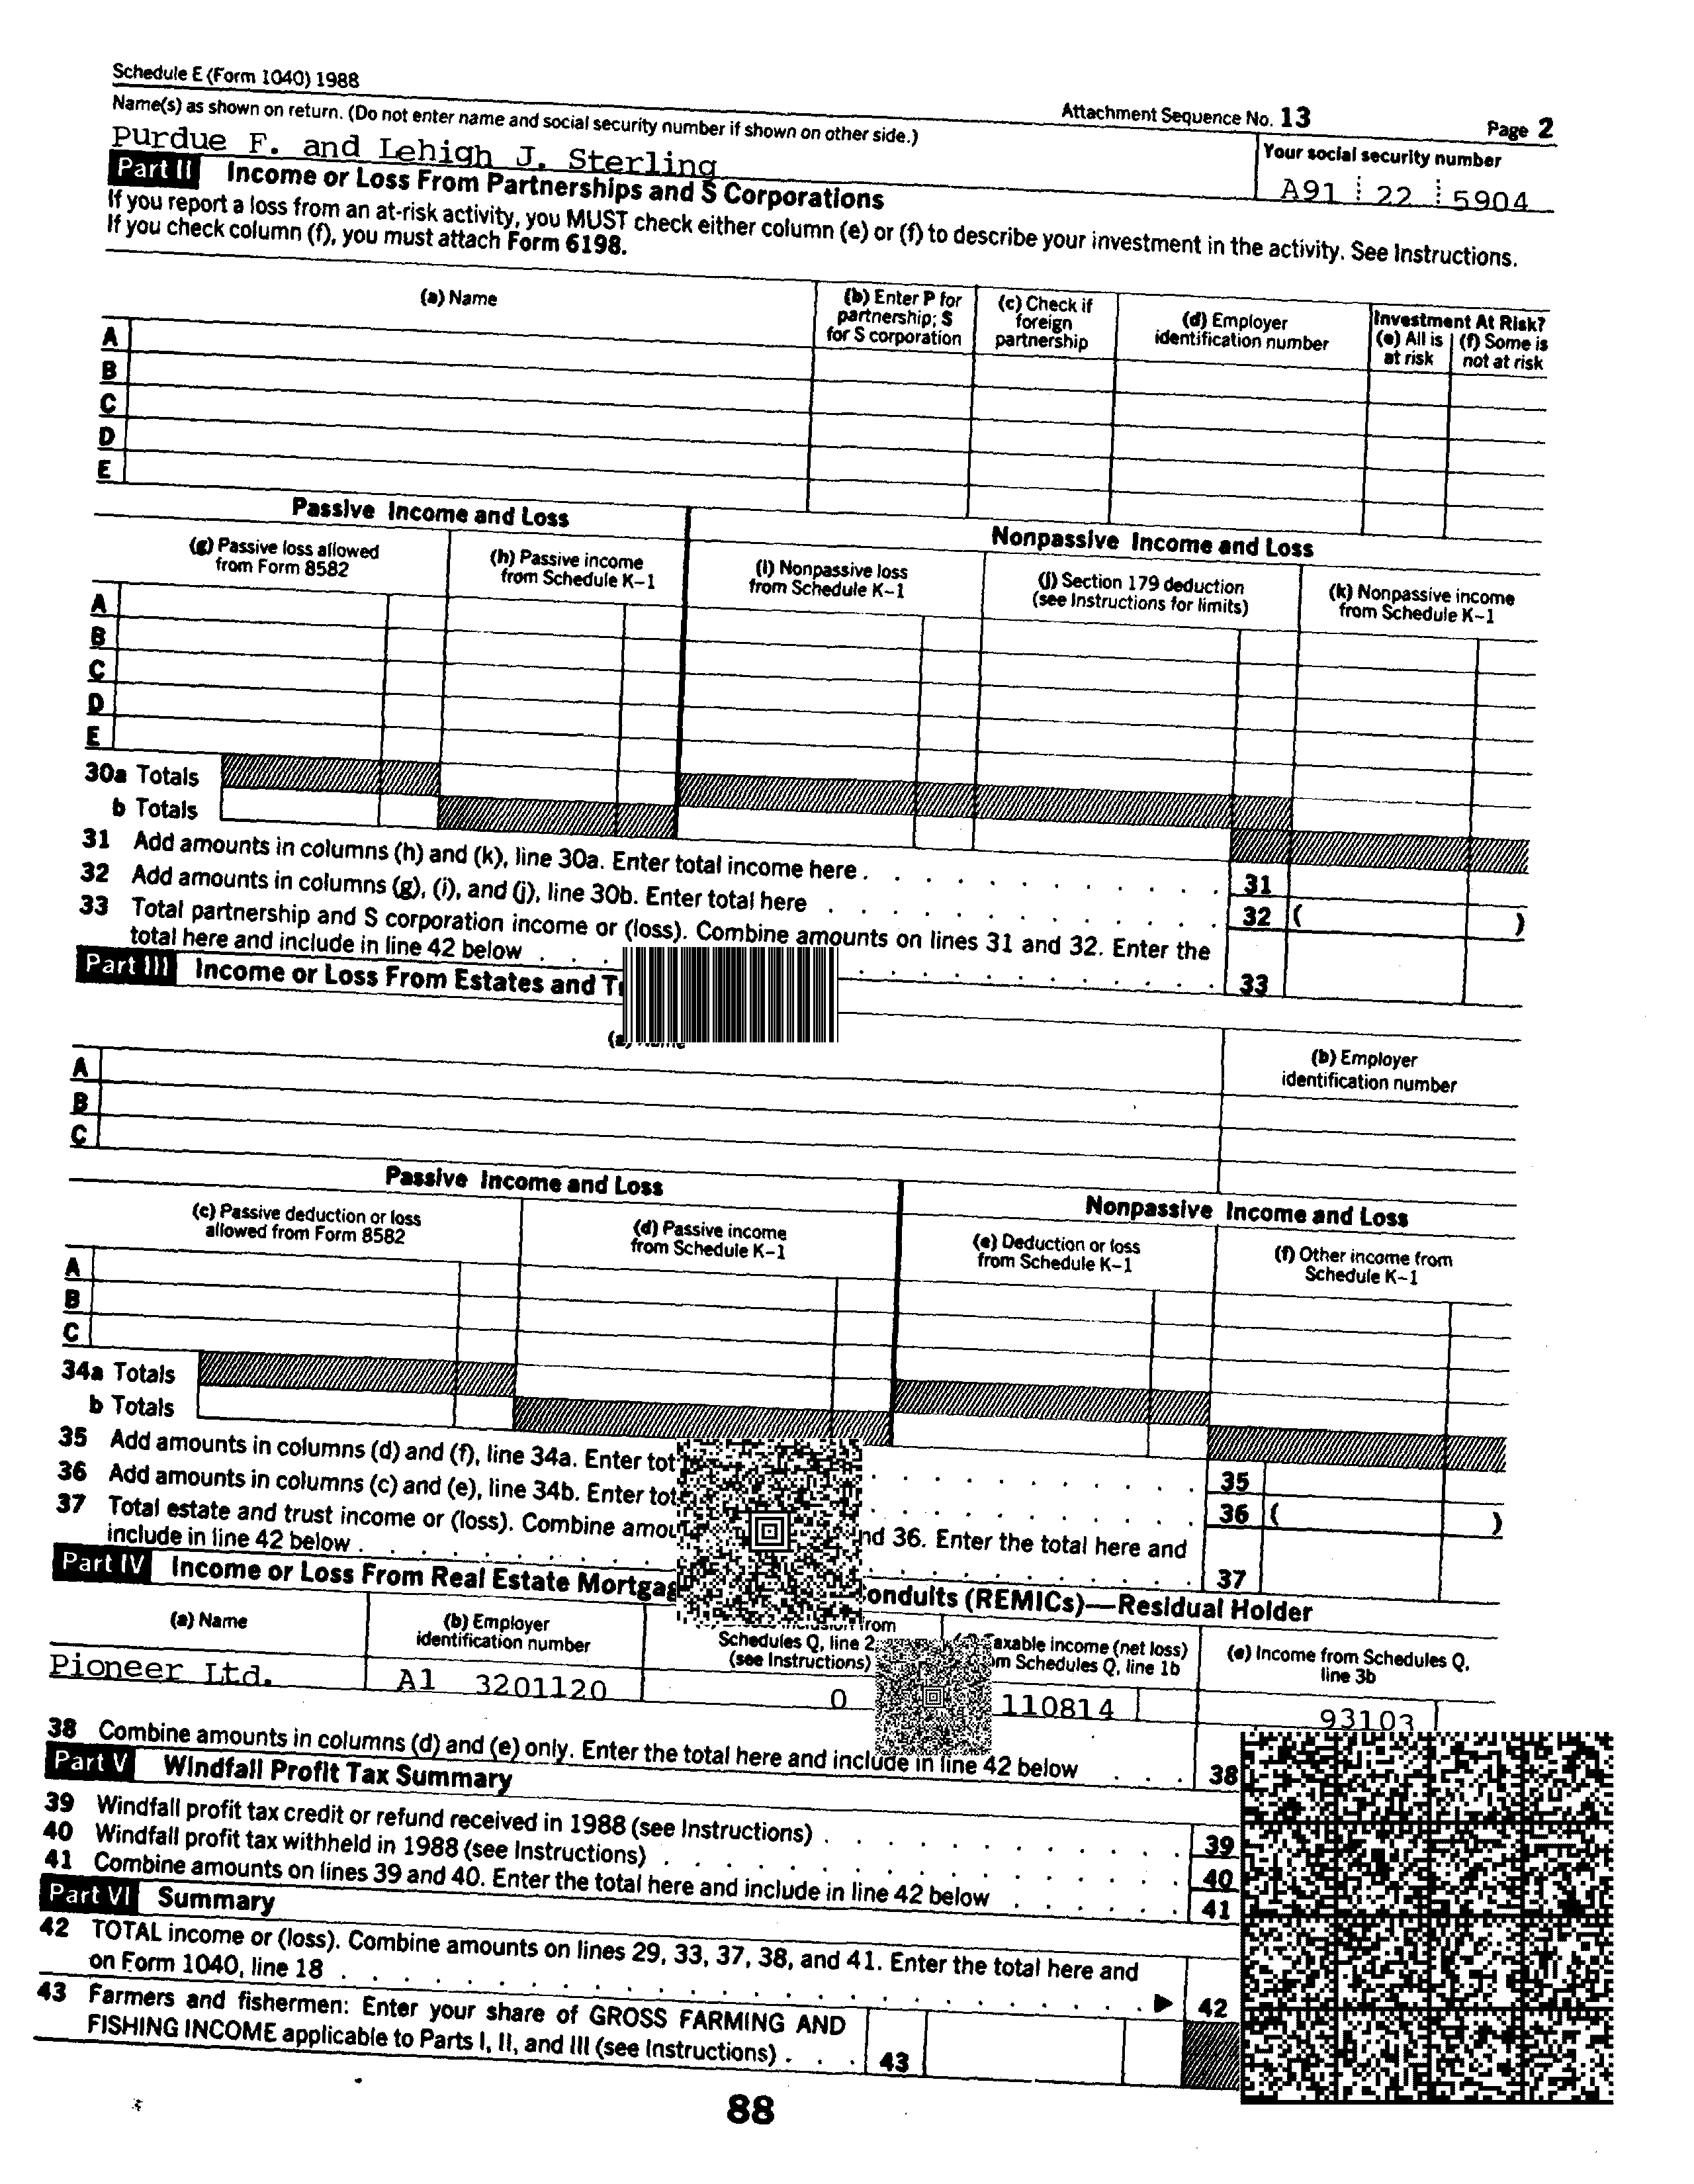 Schedule E (Form 1040) 1988
Attachment Sequence No. 13
Page 2
Name(s) as shown on return. (Do not enter name and social security number if shown on other side.)
Your social security number
Purdue F. and Lehigh J. Sterling
A91 22 5904
Part II Income or Loss From Partnerships and S Corporations
If you report a loss from an at-risk activity, you MUST check either column (e) or (f) to describe your investment in the activity. See Instructions.
If you check column (f), you must attach Form 6198.
(a) Name
(b) Enter P for
partnership; S
for S corporation
(c) Check if
foreign
partnership
(d) Employer
identification number
Investment At Risk?
(e) All is
at risk
(f) Some is
not at risk
A
B
C
D
E
Passive Income and Loss
Nonpassive Income and Loss
(g) Passive loss allowed
from Form 8582
(h) Passive income
from Schedule K-1
(i) Nonpassive loss
from Schedule K-1
(j) Section 179 deduction
(see Instructions for limits)
(k) Nonpassive income
from Schedule K-1
A
B
C
D
E
30a Totals
b Totals
31 Add amounts in columns (h) and (k), line 30a. Enter total income here . . . . . . . . . . . 31
32 Add amounts in columns (g), (i), and (j), line 30b. Enter total here . . . . . . . . . . . . 32 ( )
33 Total partnership and S corporation income or (loss). Combine amounts on lines 31 and 32. Enter the
total here and include in line 42 below . . . . . . . . . . . . . . 33
Part III Income or Loss From Estates and
(b) Employer
identification number
A
B
C
Passive Income and Loss
Nonpassive Income and Loss
(c) Passive deduction or loss
allowed from Form 8582
(d) Passive income
from Schedule K-1
(e) Deduction or loss
from Schedule K-1
(f) Other income from
Schedule K-1
A
B
C
34a Totals
b Totals
35 Add amounts in columns (d) and (f), line 34a. Enter . . . . . . . . . . . 35
36 Add amounts in columns (c) and (e), line 34b. Enter . . . . . . . . . . . 36 ( )
37 Total estate and trust income or (loss). Combine 36. Enter the total here and
include in line 42 below . . . . . . . . . . . . . . . . . . . . 37
Part IV Income or Loss From Real Estate (REMICs)—Residual Holder
(a) Name
(b) Employer
identification number
from
Schedules Q, line 2
(see Instructions)
income (net loss)
Schedules Q, line 1b
(e) Income from Schedules Q,
line 3b
Pioneer Ltd.
A1 3201120
0
110814
93103
38 Combine amounts in columns (d) and (e) only. Enter the total here and include in line 42 below . . . 38
Part V Windfall Profit Tax Summary
39 Windfall profit tax credit or refund received in 1988 (see Instructions) . . . . . . . . . . . . 39
40 Windfall profit tax withheld in 1988 (see Instructions) . . . . . . . . . . . . . . . . . 40
41 Combine amounts on lines 39 and 40. Enter the total here and include in line 42 below . . . . . . 41
Part VI Summary
42 TOTAL income or (loss). Combine amounts on lines 29, 33, 37, 38, and 41. Enter the total here and
on Form 1040, line 18 . . . . . . . . . . . . . . . . . . . . . . . . . . ▶ 42
43 Farmers and fishermen: Enter your share of GROSS FARMING AND
FISHING INCOME applicable to Parts I, II, and III (see Instructions) . . . 43
88